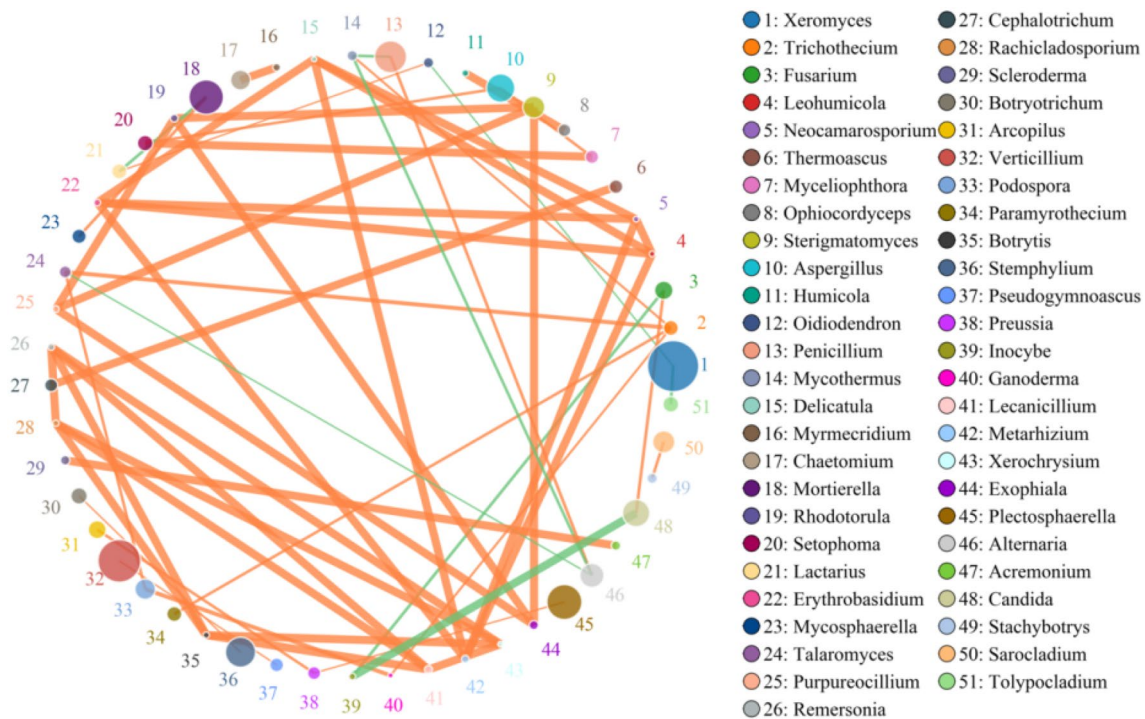 1: Xeromyces
2: Trichothecium
3: Fusarium
4: Leohumicola
5: Neocamarosporium
6: Thermoascus
7: Myceliophthora
8: Ophiocordyceps
9: Sterigmatomyces
10: Aspergillus
11: Humicola
12: Oidiodendron
13: Penicillium
14: Mycothermus
15: Delicatula
16: Myrmecridium
17: Chaetomium
18: Mortierella
19: Rhodotorula
20: Setophoma
21: Lactarius
22: Erythrobasidium
23: Mycosphaerella
24: Talaromyces
25: Purpureocillium
26: Remersonia
27: Cephalotrichum
28: Rachicladosporium
29: Scleroderma
30: Botryotrichum
31: Arcopilus
32: Verticillium
33: Podospora
34: Paramyrothecium
35: Botrytis
36: Stemphylium
37: Pseudogymnoascus
38: Preussia
39: Inocybe
40: Ganoderma
41: Lecanicillium
42: Metarhizium
43: Xerochrysium
44: Exophiala
45: Plectosphaerella
46: Alternaria
47: Acremonium
48: Candida
49: Stachybotrys
50: Sarocladium
51: Tolypocladium
1
2
3
4
5
6
7
8
9
10
11
12
13
14
15
16
17
18
19
20
21
22
23
24
25
26
27
28
29
30
31
32
33
34
35
36
37
38
39
40
41
42
43
44
45
46
47
48
49
50
51